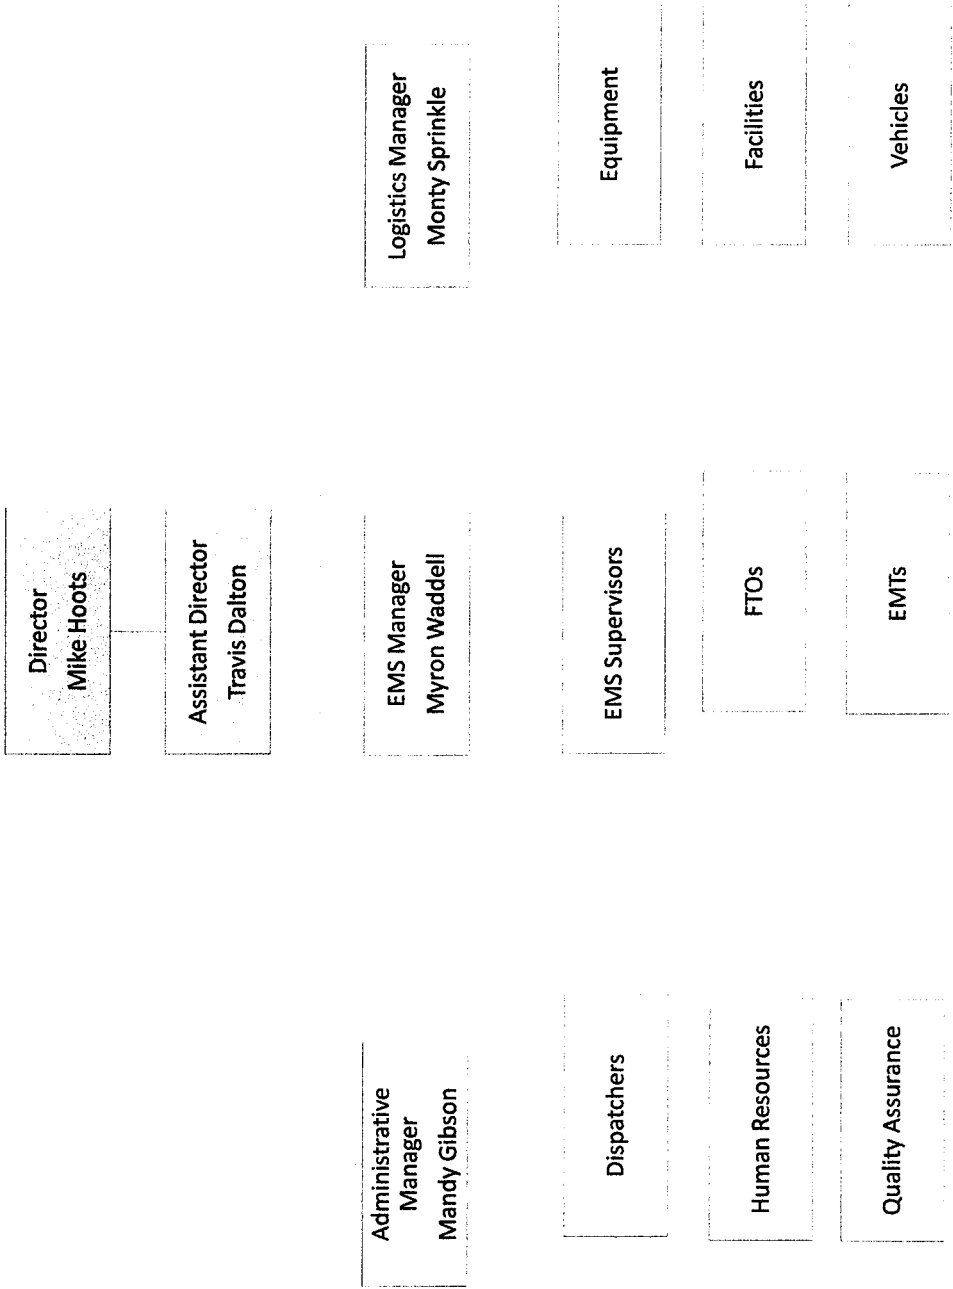 Director
Mike Hoots
Assistant Director
Travis Dalton
Administrative
Manager
Mandy Gibson
EMS Manager
Myron Waddell
Logistics Manager
Monty Sprinkle
Dispatchers
EMS Supervisors
Equipment
Human Resources
FTOs
Facilities
Quality Assurance
EMTs
Vehicles